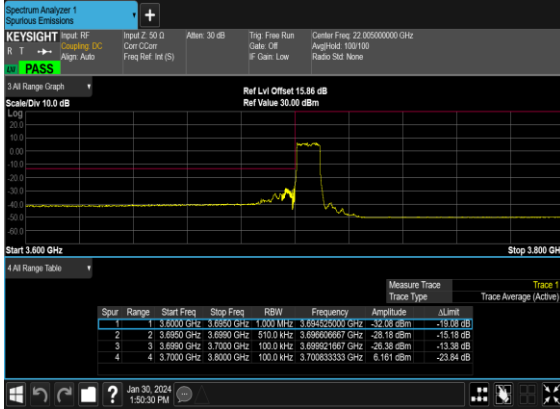 Spectrum Analyzer 1
Spurious Emissions
+
KEYSIGHT Input: RF Input Z: 50 Ω Atten: 30 dB Trig: Free Run Center Freq: 22.005000000 GHz
R T Coupling: DC Corr CCorr Gate: Off Avg|Hold: 100/100
Align: Auto Freq Ref: Int (S) IF Gain: Low Radio Std: None
PASS
3 All Range Graph
Ref Lvl Offset 15.86 dB
Scale/Div 10.0 dB Ref Value 30.00 dBm
Log
20.0
10.0
0.00
-10.0
-20.0
-30.0
-40.0
-50.0
-60.0
Start 3.600 GHz Stop 3.800 GHz
4 All Range Table
Measure Trace Trace 1
Trace Type Trace Average (Active)
Spur Range Start Freq Stop Freq RBW Frequency Amplitude ΔLimit
1 1 3.6000 GHz 3.6950 GHz 1.000 MHz 3.694525000 GHz -32.08 dBm -19.08 dB
2 2 3.6950 GHz 3.6990 GHz 510.0 kHz 3.696606667 GHz -28.18 dBm -15.18 dB
3 3 3.6990 GHz 3.7000 GHz 100.0 kHz 3.699921667 GHz -26.38 dBm -13.38 dB
4 4 3.7000 GHz 3.8000 GHz 100.0 kHz 3.700833333 GHz 6.161 dBm -23.84 dB
? Jan 30, 2024
1:50:30 PM